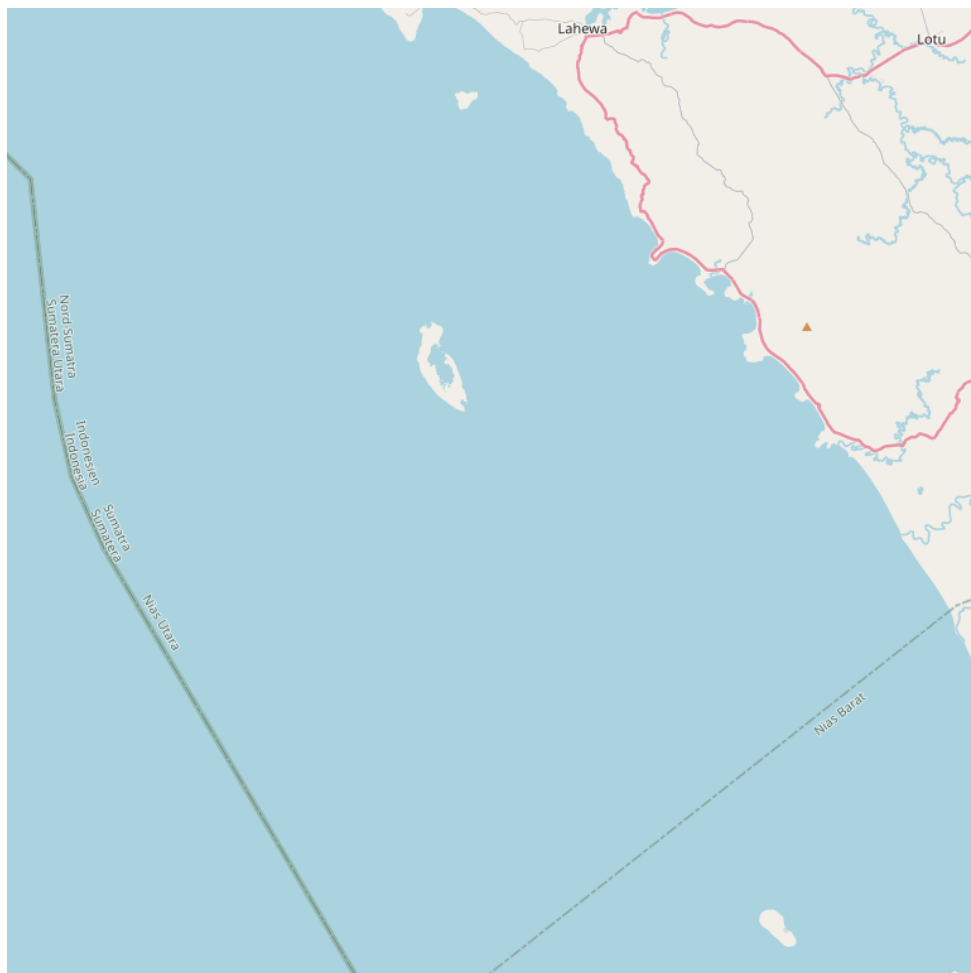 Lahewa
Lotu
Nord-Sumatra
Sumatera Utara
Indonesien
Indonesia
Sumatra
Sumatera
Nias Utara
Nias Barat